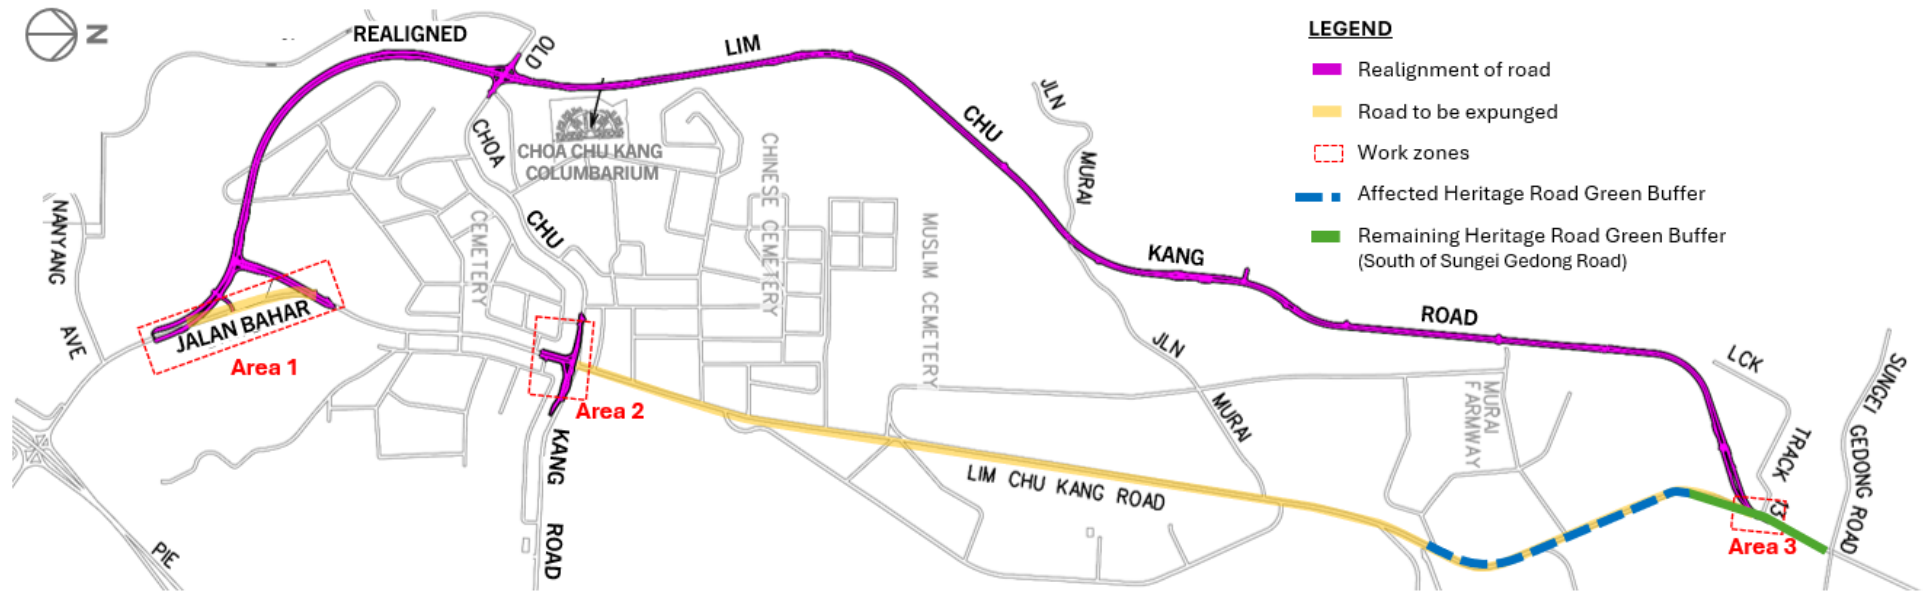 N
REALIGNED
OLD
LIM
CHU
KANG
ROAD
JLN
MURAI
JLN
MURAI
CHOA
CHU
KANG
ROAD
CHOA CHU KANG
COLUMBARIUM
CEMETERY
CHINESE CEMETERY
MUSLIM CEMETERY
NANYANG
AVE
JALAN BAHAR
Area 1
Area 2
PIE
LIM CHU KANG ROAD
MURAI
FARMWAY
LCK
TRACK
13
SUNGEI GEDONG ROAD
Area 3
LEGEND
Realignment of road
Road to be expunged
Work zones
Affected Heritage Road Green Buffer
Remaining Heritage Road Green Buffer
(South of Sungei Gedong Road)